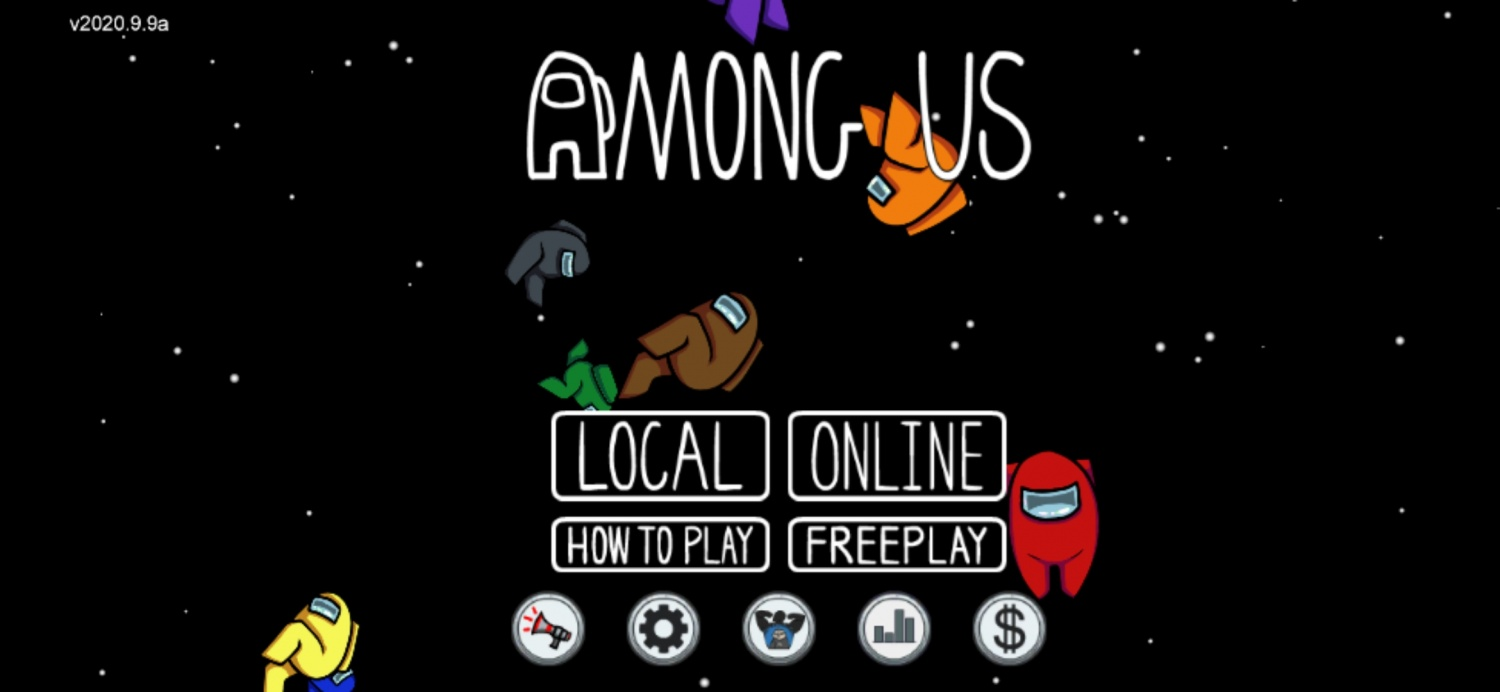 v2020.9.9a
AMONG US
LOCAL
ONLINE
HOW TO PLAY
FREEPLAY
$